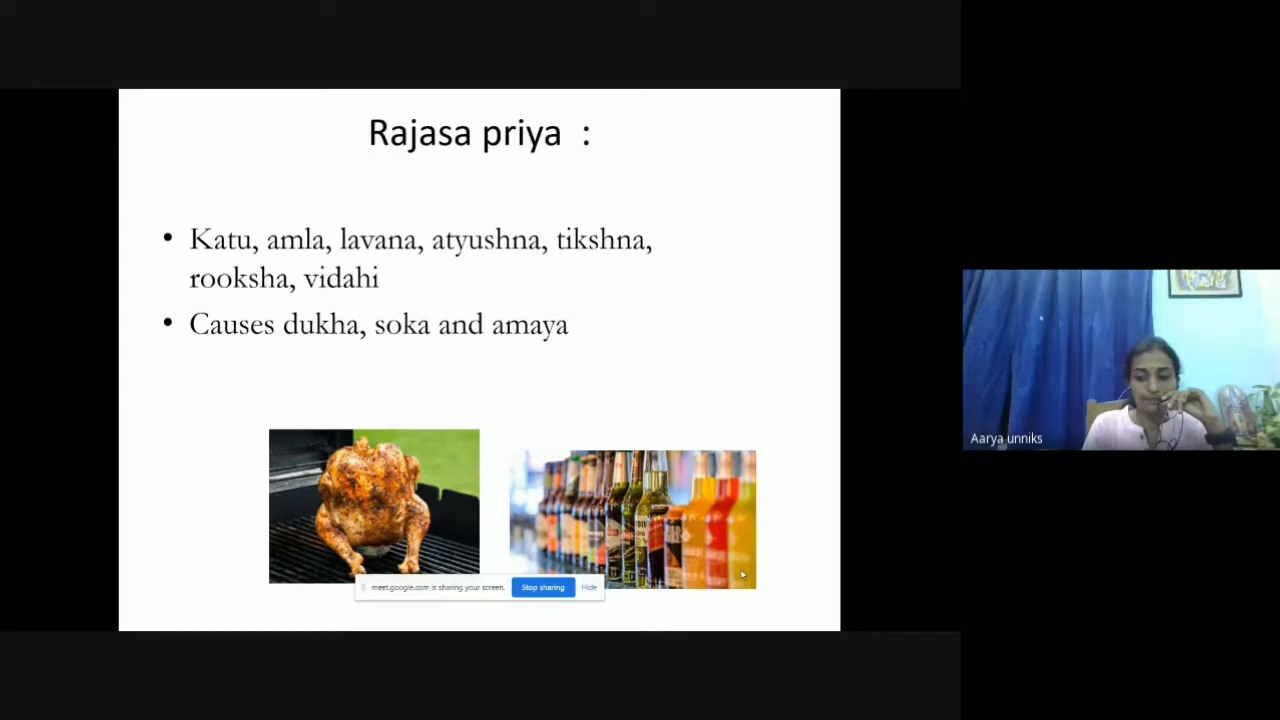 Rajasa priya :
• Katu, amla, lavana, atyushna, tikshna,
rooksha, vidahi
• Causes dukha, soka and amaya
meet.google.com is sharing your screen.
Stop sharing
Hide
Aarya unniks